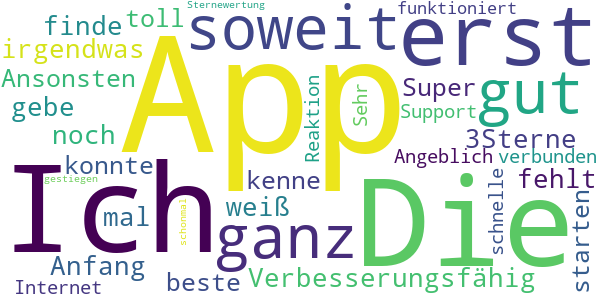 Sternewertung
funktioniert
finde
toll
soweit
erst
irgendwas
App
Ansonsten
Reaktion
Sehr
Super
gut
gebe
Support
noch
3Sterne
Ich
konnte
Die
Angeblich
verbunden
gestiegen
kenne
schnelle
fehlt
mal
schonmal
weiß
ganz
starten
Anfang
beste
Verbesserungsfähig
Internet